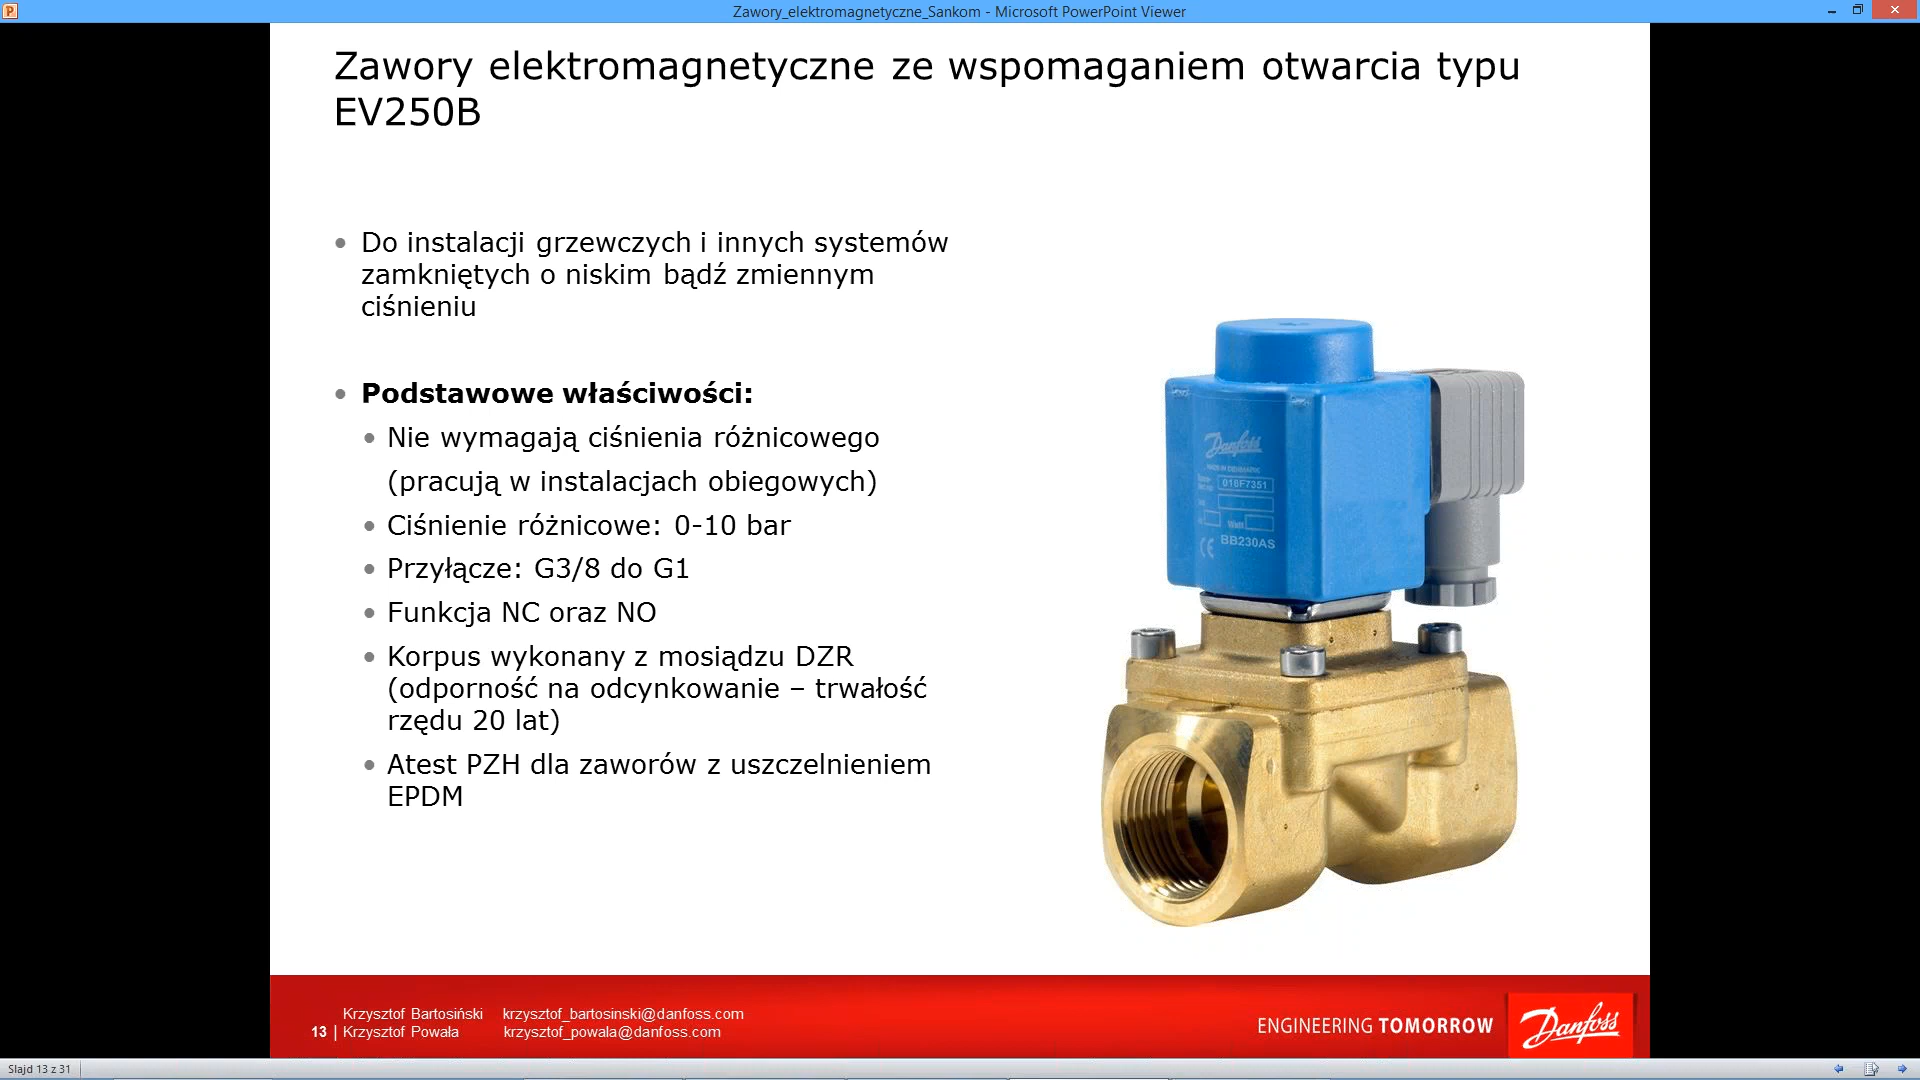 Zawory_elektromagnetyczne_Sankom - Microsoft PowerPoint Viewer
Zawory elektromagnetyczne ze wspomaganiem otwarcia typu
EV250B
Do instalacji grzewczych i innych systemów
zamkniętych o niskim bądź zmiennym
ciśnieniu
Podstawowe właściwości:
Nie wymagają ciśnienia różnicowego
(pracują w instalacjach obiegowych)
Ciśnienie różnicowe: 0-10 bar
Przyłącze: G3/8 do G1
Funkcja NC oraz NO
Korpus wykonany z mosiądzu DZR
(odporność na odcynkowanie – trwałość
rzędu 20 lat)
Atest PZH dla zaworów z uszczelnieniem
EPDM
Danfoss
MADE IN DENMARK
018F7351
Watt
CE BB230AS
Krzysztof Bartosiński krzysztof_bartosinski@danfoss.com
13 | Krzysztof Powała krzysztof_powala@danfoss.com
ENGINEERING TOMORROW
Danfoss
Slajd 13 z 31